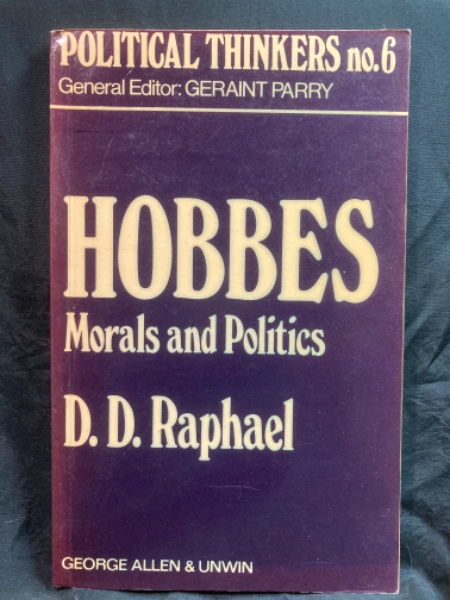 POLITICAL THINKERS no.6
General Editor: GERAINT PARRY
HOBBES
Morals and Politics
D. D. Raphael
GEORGE ALLEN & UNWIN